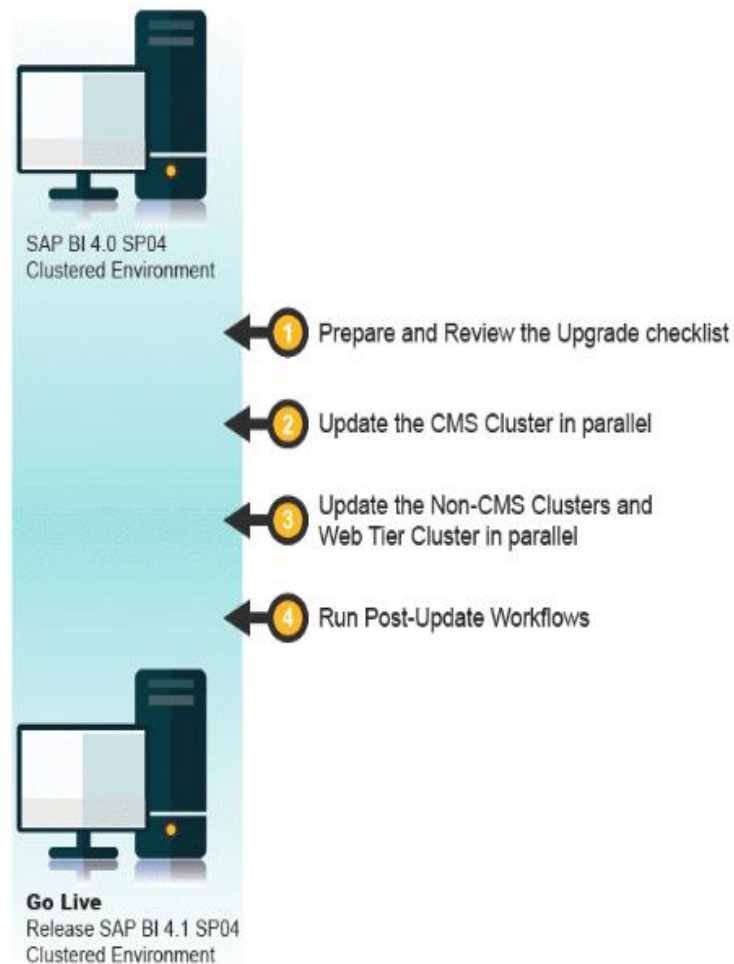 SAP BI 4.0 SP04
Clustered Environment
1 Prepare and Review the Upgrade checklist
2 Update the CMS Cluster in parallel
3 Update the Non-CMS Clusters and
Web Tier Cluster in parallel
4 Run Post-Update Workflows
Go Live
Release SAP BI 4.1 SP04
Clustered Environment